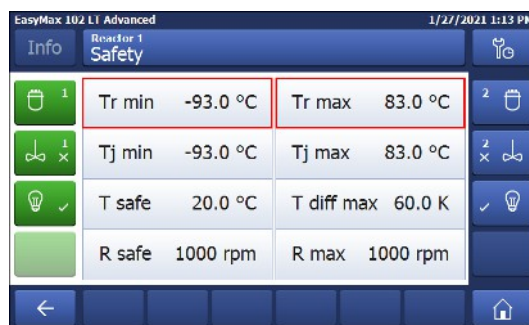 EasyMax 102 LT Advanced 1/27/2021 1:13 PM
Info Reactor 1
Safety
1 Tr min -93.0 °C Tr max 83.0 °C 2
1 Tj min -93.0 °C Tj max 83.0 °C 2
T safe 20.0 °C T diff max 60.0 K
R safe 1000 rpm R max 1000 rpm